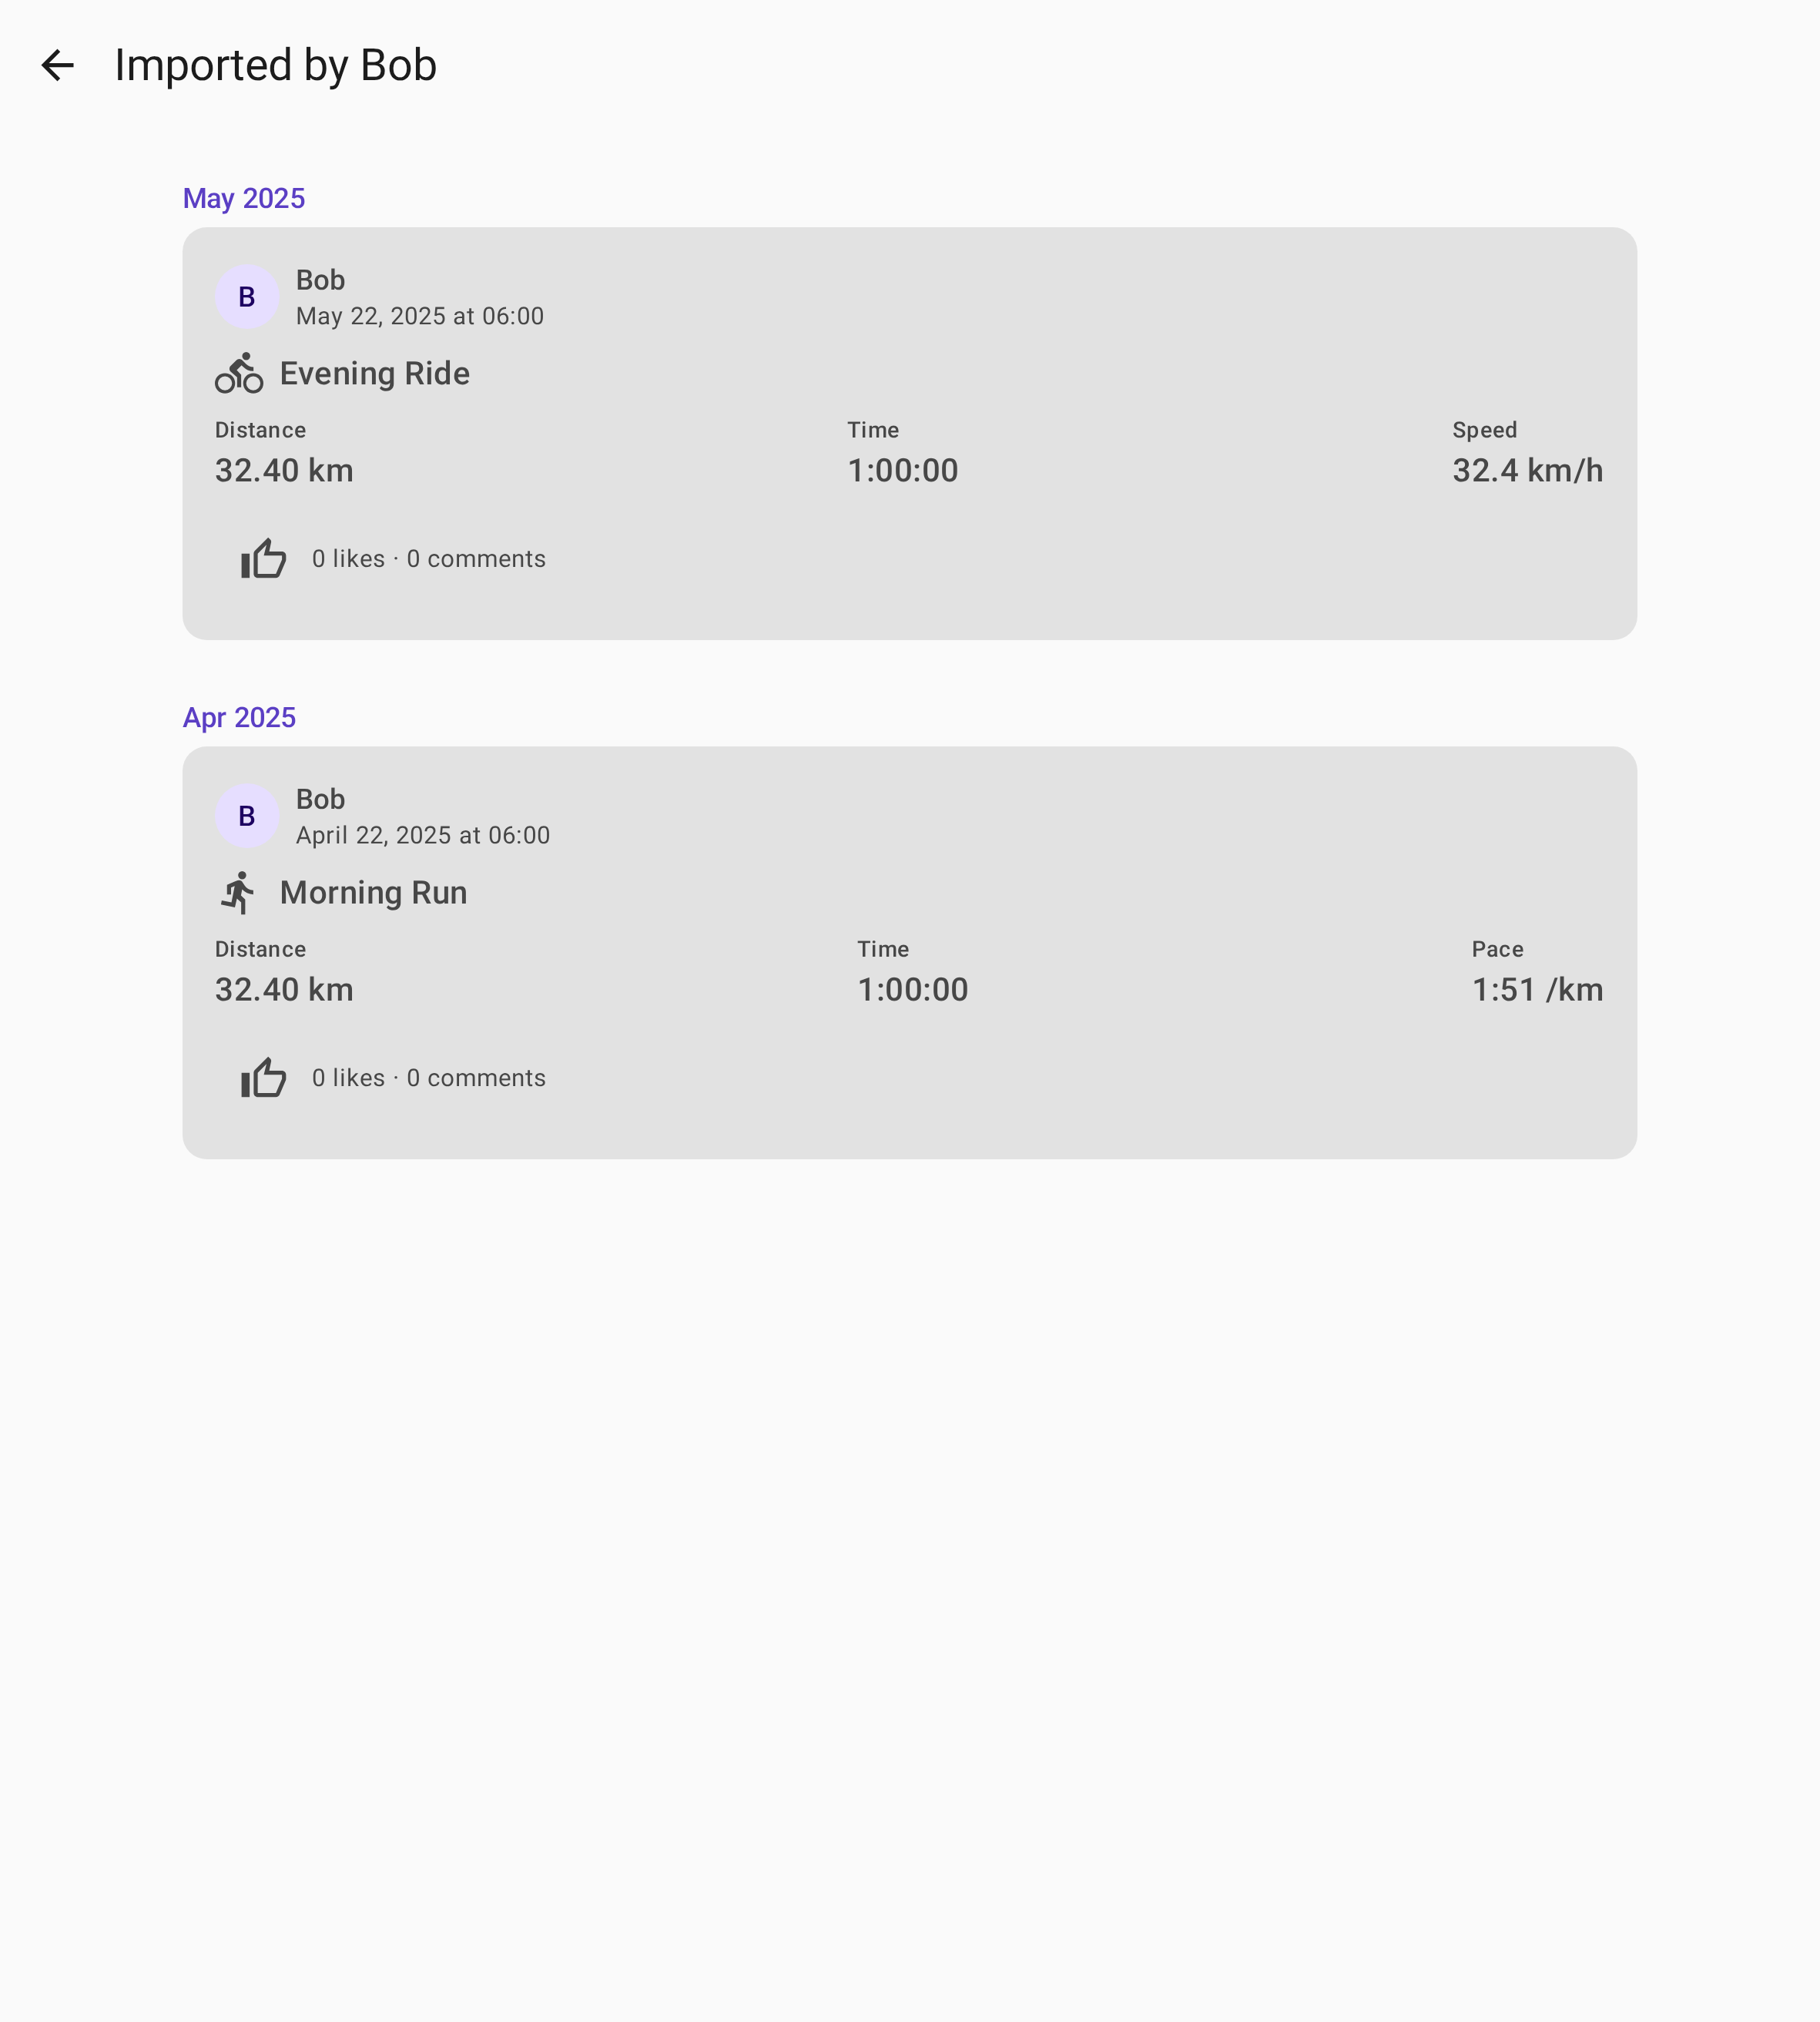 Imported by Bob
May 2025
B
Bob
May 22, 2025 at 06:00
Evening Ride
Distance Time Speed
32.40 km 1:00:00 32.4 km/h
0 likes · 0 comments
Apr 2025
B
Bob
April 22, 2025 at 06:00
Morning Run
Distance Time Pace
32.40 km 1:00:00 1:51 /km
0 likes · 0 comments